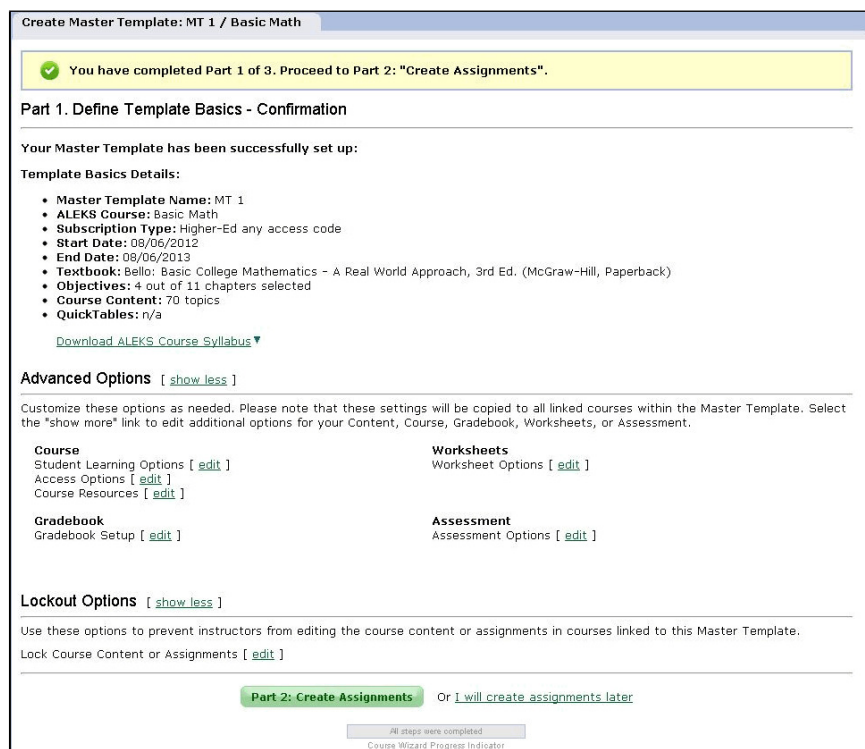 Create Master Template: MT 1 / Basic Math
You have completed Part 1 of 3. Proceed to Part 2: "Create Assignments".
Part 1. Define Template Basics - Confirmation
Your Master Template has been successfully set up:
Template Basics Details:
• Master Template Name: MT 1
• ALEKS Course: Basic Math
• Subscription Type: Higher-Ed any access code
• Start Date: 08/06/2012
• End Date: 08/06/2013
• Textbook: Bello: Basic College Mathematics - A Real World Approach, 3rd Ed. (McGraw-Hill, Paperback)
• Objectives: 4 out of 11 chapters selected
• Course Content: 70 topics
• QuickTables: n/a
Download ALEKS Course Syllabus ▼
Advanced Options [ show less ]
Customize these options as needed. Please note that these settings will be copied to all linked courses within the Master Template. Select
the "show more" link to edit additional options for your Content, Course, Gradebook, Worksheets, or Assessment.
Course
Student Learning Options [ edit ]
Access Options [ edit ]
Course Resources [ edit ]
Worksheets
Worksheet Options [ edit ]
Gradebook
Gradebook Setup [ edit ]
Assessment
Assessment Options [ edit ]
Lockout Options [ show less ]
Use these options to prevent instructors from editing the course content or assignments in courses linked to this Master Template.
Lock Course Content or Assignments [ edit ]
Part 2: Create Assignments Or I will create assignments later
All steps were completed
Course Wizard Progress Indicator